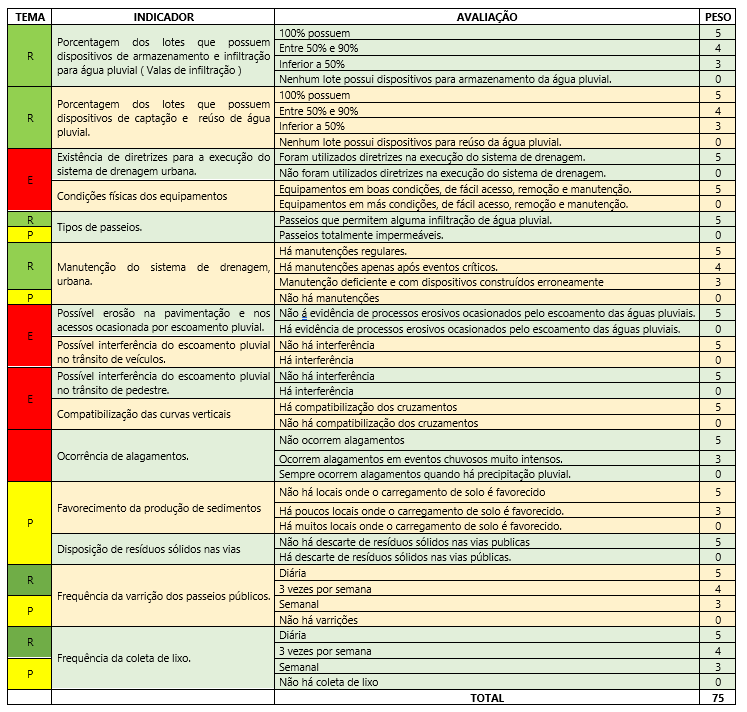 TEMA INDICADOR AVALIAÇÃO PESO
R
Porcentagem dos lotes que possuem
dispositivos de armazenamento e infiltração
para água pluvial ( Valas de infiltração )
100% possuem 5
Entre 50% e 90% 4
Inferior a 50% 3
Nenhum lote possui dispositivos para armazenamento da água pluvial. 0
R
Porcentagem dos lotes que possuem
dispositivos de captação e reúso de água
pluvial.
100% possuem 5
Entre 50% e 90% 4
Inferior a 50% 3
Nenhum lote possui dispositivos para reúso da água pluvial. 0
E
Existência de diretrizes para a execução do
sistema de drenagem urbana.
Foram utilizados diretrizes na execução do sistema de drenagem. 5
Não foram utilizados diretrizes na execução do sistema de drenagem. 0
Condições físicas dos equipamentos
Equipamentos em boas condições, de fácil acesso, remoção e manutenção. 5
Equipamentos em más condições, de fácil acesso, remoção e manutenção. 0
R
P
Tipos de passeios.
Passeios que permitem alguma infiltração de água pluvial. 5
Passeios totalmente impermeáveis. 0
R
P
Manutenção do sistema de drenagem,
urbana.
Há manutenções regulares. 5
Há manutenções apenas após eventos críticos. 4
Manutenção deficiente e com dispositivos construídos erroneamente 3
Não há manutenções 0
E
Possível erosão na pavimentação e nos
acessos ocasionada por escoamento pluvial.
Não á evidência de processos erosivos ocasionados pelo escoamento das águas pluviais. 5
Há evidência de processos erosivos ocasionados pelo escoamento das águas pluviais. 0
Possível interferência do escoamento pluvial
no trânsito de veículos.
Não há interferência 5
Há interferência 0
E
Possível interferência do escoamento pluvial
no trânsito de pedestre.
Não há interferência 5
Há interferência 0
Compatibilização das curvas verticais
Há compatibilização dos cruzamentos 5
Não há compatibilização dos cruzamentos 0
Ocorrência de alagamentos.
Não ocorrem alagamentos 5
Ocorrem alagamentos em eventos chuvosos muito intensos. 3
Sempre ocorrem alagamentos quando há precipitação pluvial. 0
P
Favorecimento da produção de sedimentos
Não há locais onde o carregamento de solo é favorecido 5
Há poucos locais onde o carregamento de solo é favorecido. 3
Há muitos locais onde o carregamento de solo é favorecido. 0
Disposição de resíduos sólidos nas vias
Não há descarte de resíduos sólidos nas vias publicas 5
Há descarte de resíduos sólidos nas vias públicas. 0
R
P
Frequência da varrição dos passeios públicos.
Diária 5
3 vezes por semana 4
Semanal 3
Não há varrições 0
R
P
Frequência da coleta de lixo.
Diária 5
3 vezes por semana 4
Semanal 3
Não há coleta de lixo 0
TOTAL 75